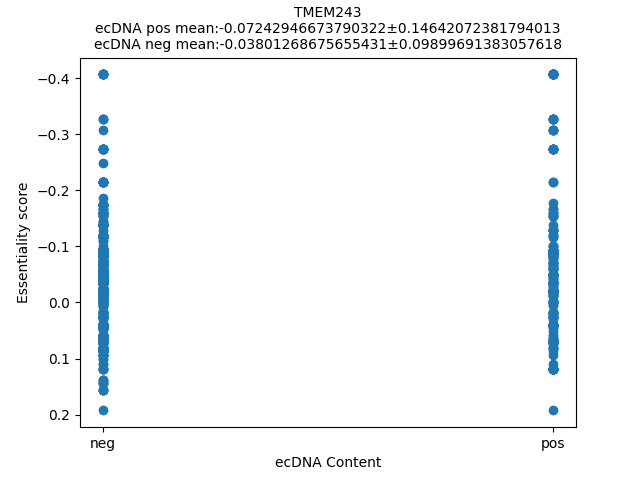 TMEM243
ecDNA pos mean:-0.07242946673790322±0.14642072381794013
ecDNA neg mean:-0.03801268675655431±0.09899691383057618
−0.4
−0.3
−0.2
−0.1
0.0
0.1
0.2
Essentiality score
neg
pos
ecDNA Content